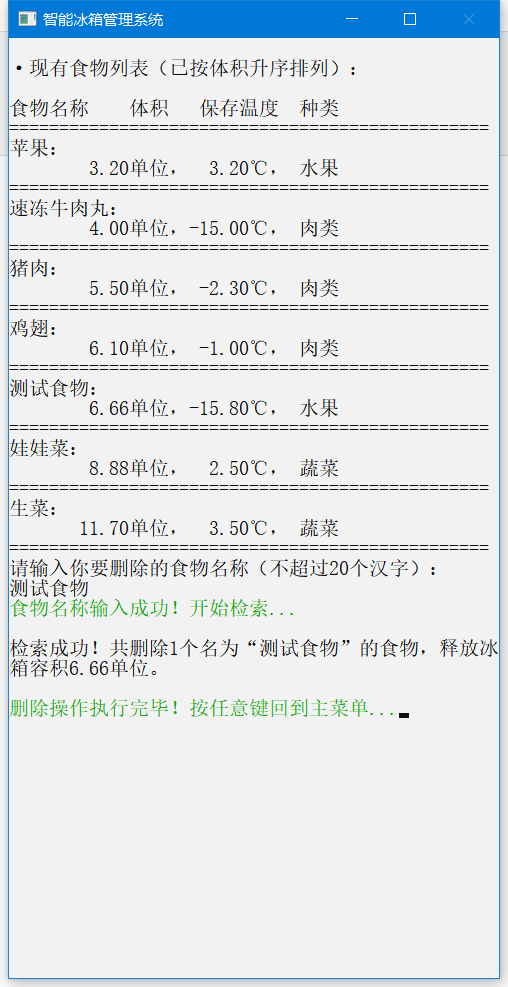 智能冰箱管理系统
·现有食物列表（已按体积升序排列）：
食物名称 体积 保存温度 种类
================================================
苹果：
3.20单位， 3.20℃， 水果
================================================
速冻牛肉丸：
4.00单位，-15.00℃， 肉类
================================================
猪肉：
5.50单位， -2.30℃， 肉类
================================================
鸡翅：
6.10单位， -1.00℃， 肉类
================================================
测试食物：
6.66单位，-15.80℃， 水果
================================================
娃娃菜：
8.88单位， 2.50℃， 蔬菜
================================================
生菜：
11.70单位， 3.50℃， 蔬菜
================================================
请输入你要删除的食物名称（不超过20个汉字）：
测试食物
食物名称输入成功！开始检索...
检索成功！共删除1个名为“测试食物”的食物，释放冰
箱容积6.66单位。
删除操作执行完毕！按任意键回到主菜单...